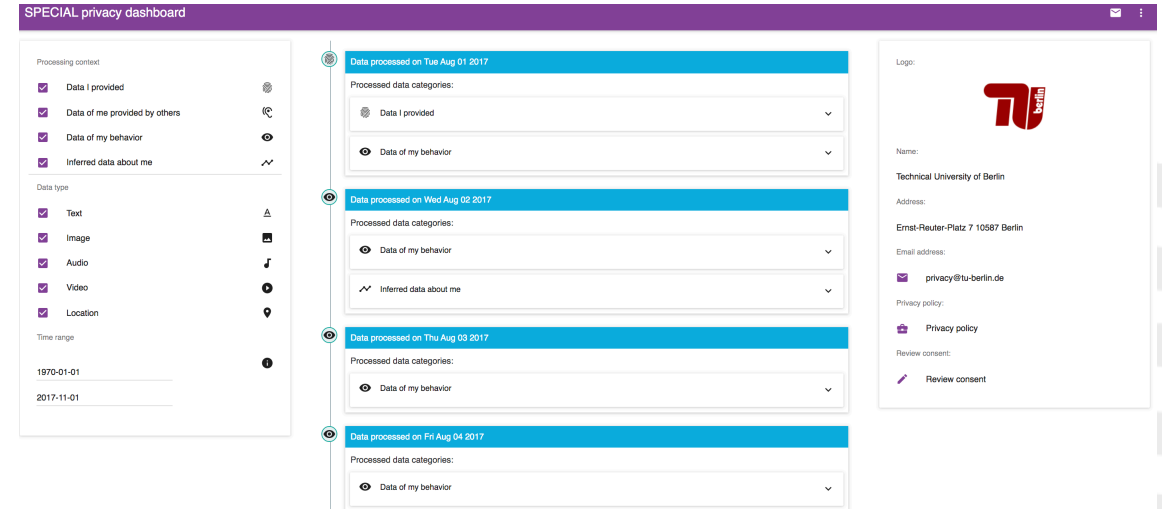 SPECIAL privacy dashboard
Processing context
Data I provided
Data of me provided by others
Data of my behavior
Inferred data about me
Data type
Text
A
Image
Audio
Video
Location
Time range
1970-01-01
2017-11-01
Data processed on Tue Aug 01 2017
Processed data categories:
Data I provided
Data of my behavior
Data processed on Wed Aug 02 2017
Processed data categories:
Data of my behavior
Inferred data about me
Data processed on Thu Aug 03 2017
Processed data categories:
Data of my behavior
Data processed on Fri Aug 04 2017
Processed data categories:
Data of my behavior
Logo:
TU berlin
Name:
Technical University of Berlin
Address:
Ernst-Reuter-Platz 7 10587 Berlin
Email address:
privacy@tu-berlin.de
Privacy policy:
Privacy policy
Review consent:
Review consent